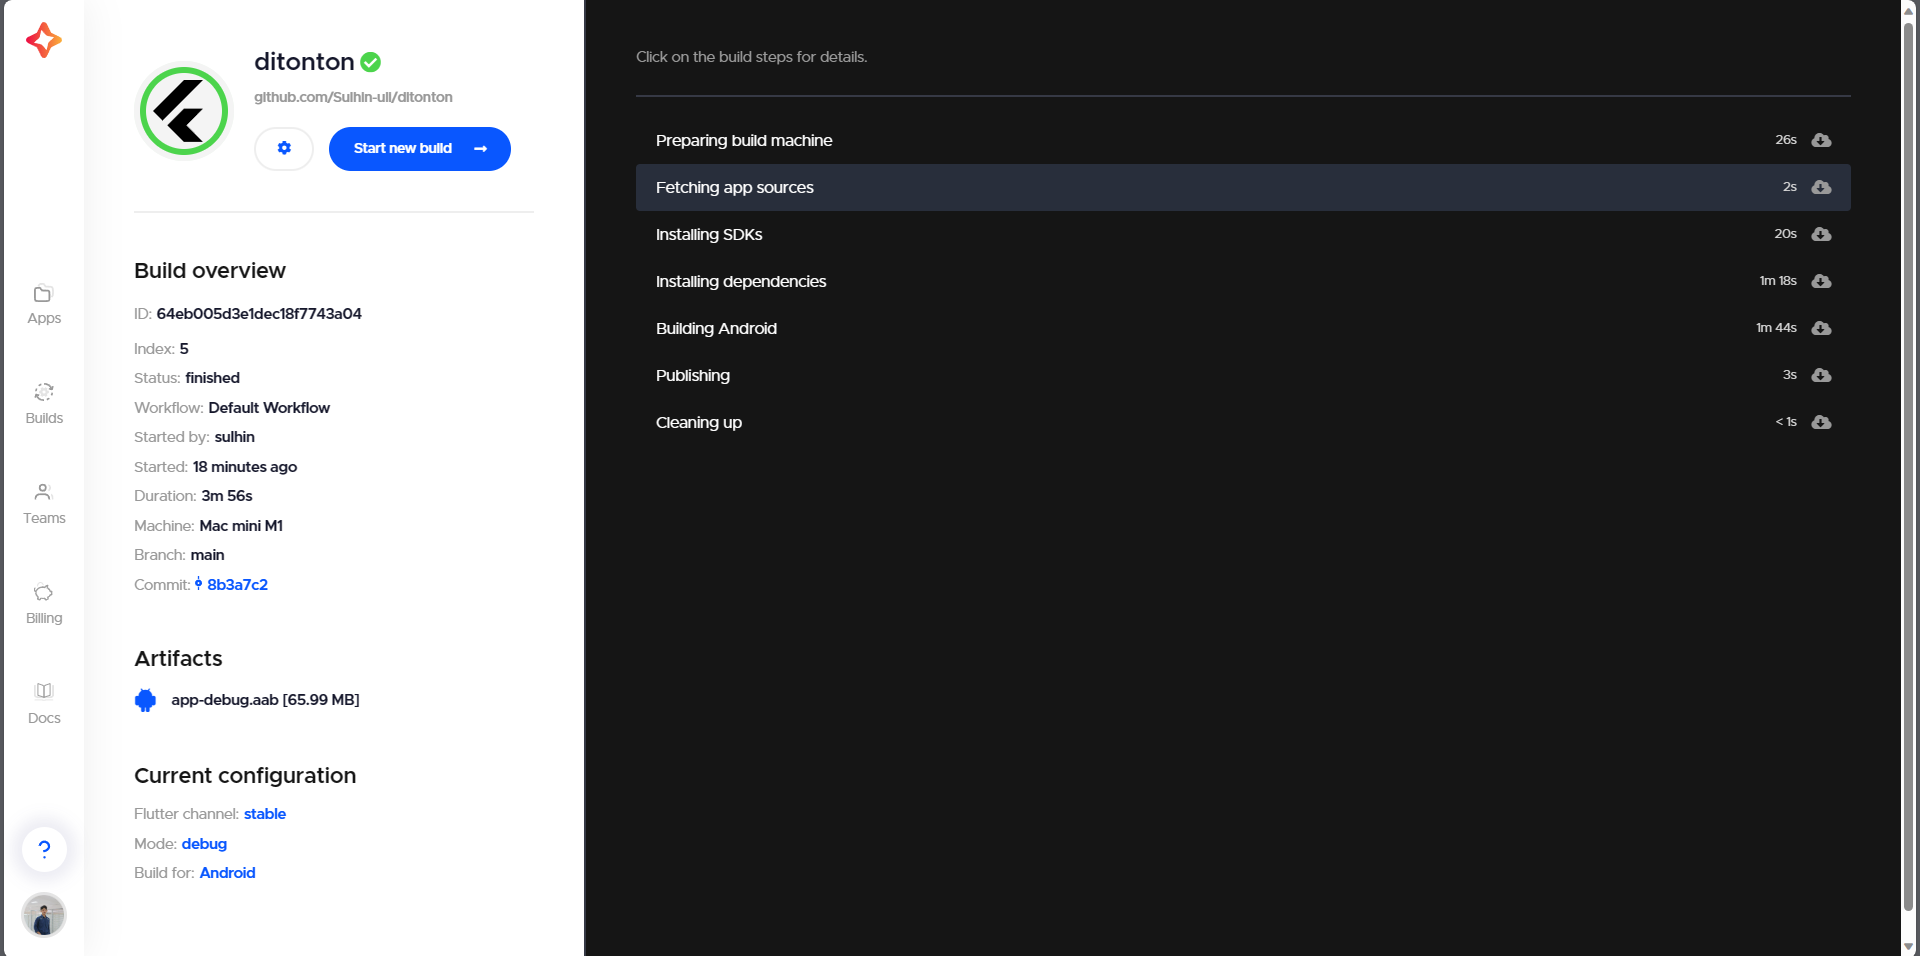 Apps
Builds
Teams
Billing
Docs
?
ditonton
github.com/Sulhin-ull/ditonton
Start new build →
Build overview
ID: 64eb005d3e1dec18f7743a04
Index: 5
Status: finished
Workflow: Default Workflow
Started by: sulhin
Started: 18 minutes ago
Duration: 3m 56s
Machine: Mac mini M1
Branch: main
Commit: 8b3a7c2
Artifacts
app-debug.aab [65.99 MB]
Current configuration
Flutter channel: stable
Mode: debug
Build for: Android
Click on the build steps for details.
Preparing build machine 26s
Fetching app sources 2s
Installing SDKs 20s
Installing dependencies 1m 18s
Building Android 1m 44s
Publishing 3s
Cleaning up < 1s